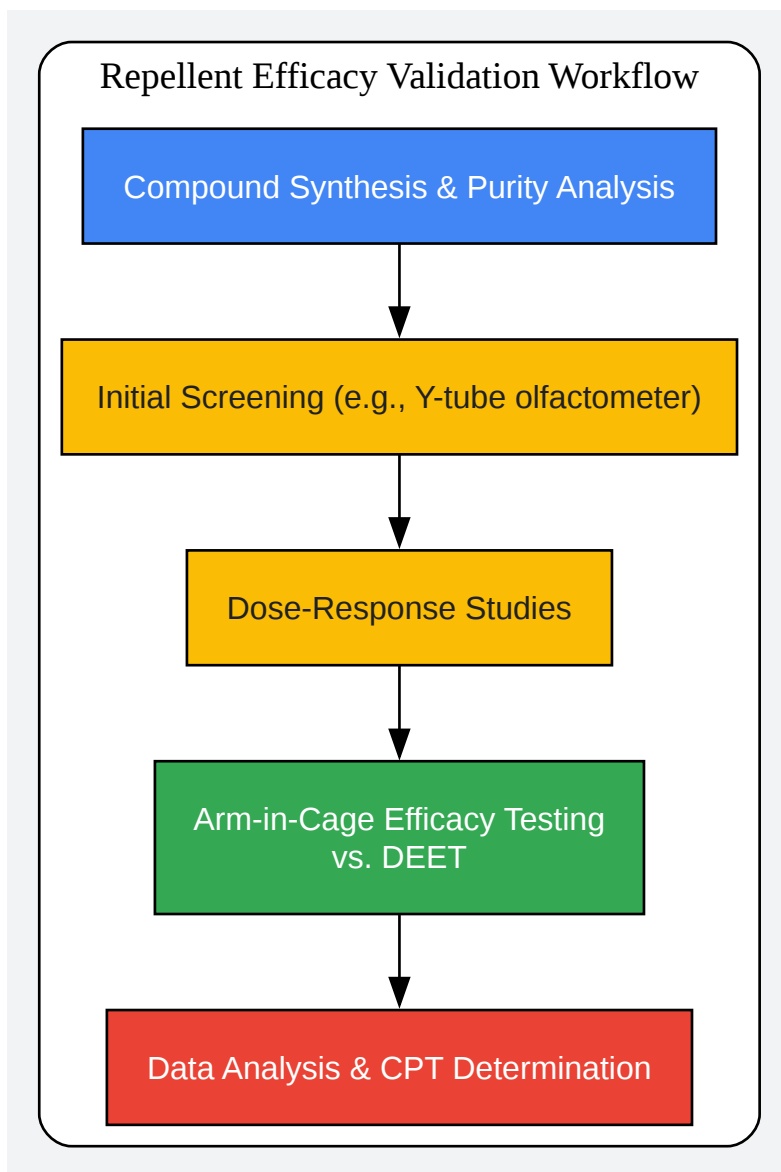 Repellent Efficacy Validation Workflow
Compound Synthesis & Purity Analysis
Initial Screening (e.g., Y-tube olfactometer)
Dose-Response Studies
Arm-in-Cage Efficacy Testing
vs. DEET
Data Analysis & CPT Determination